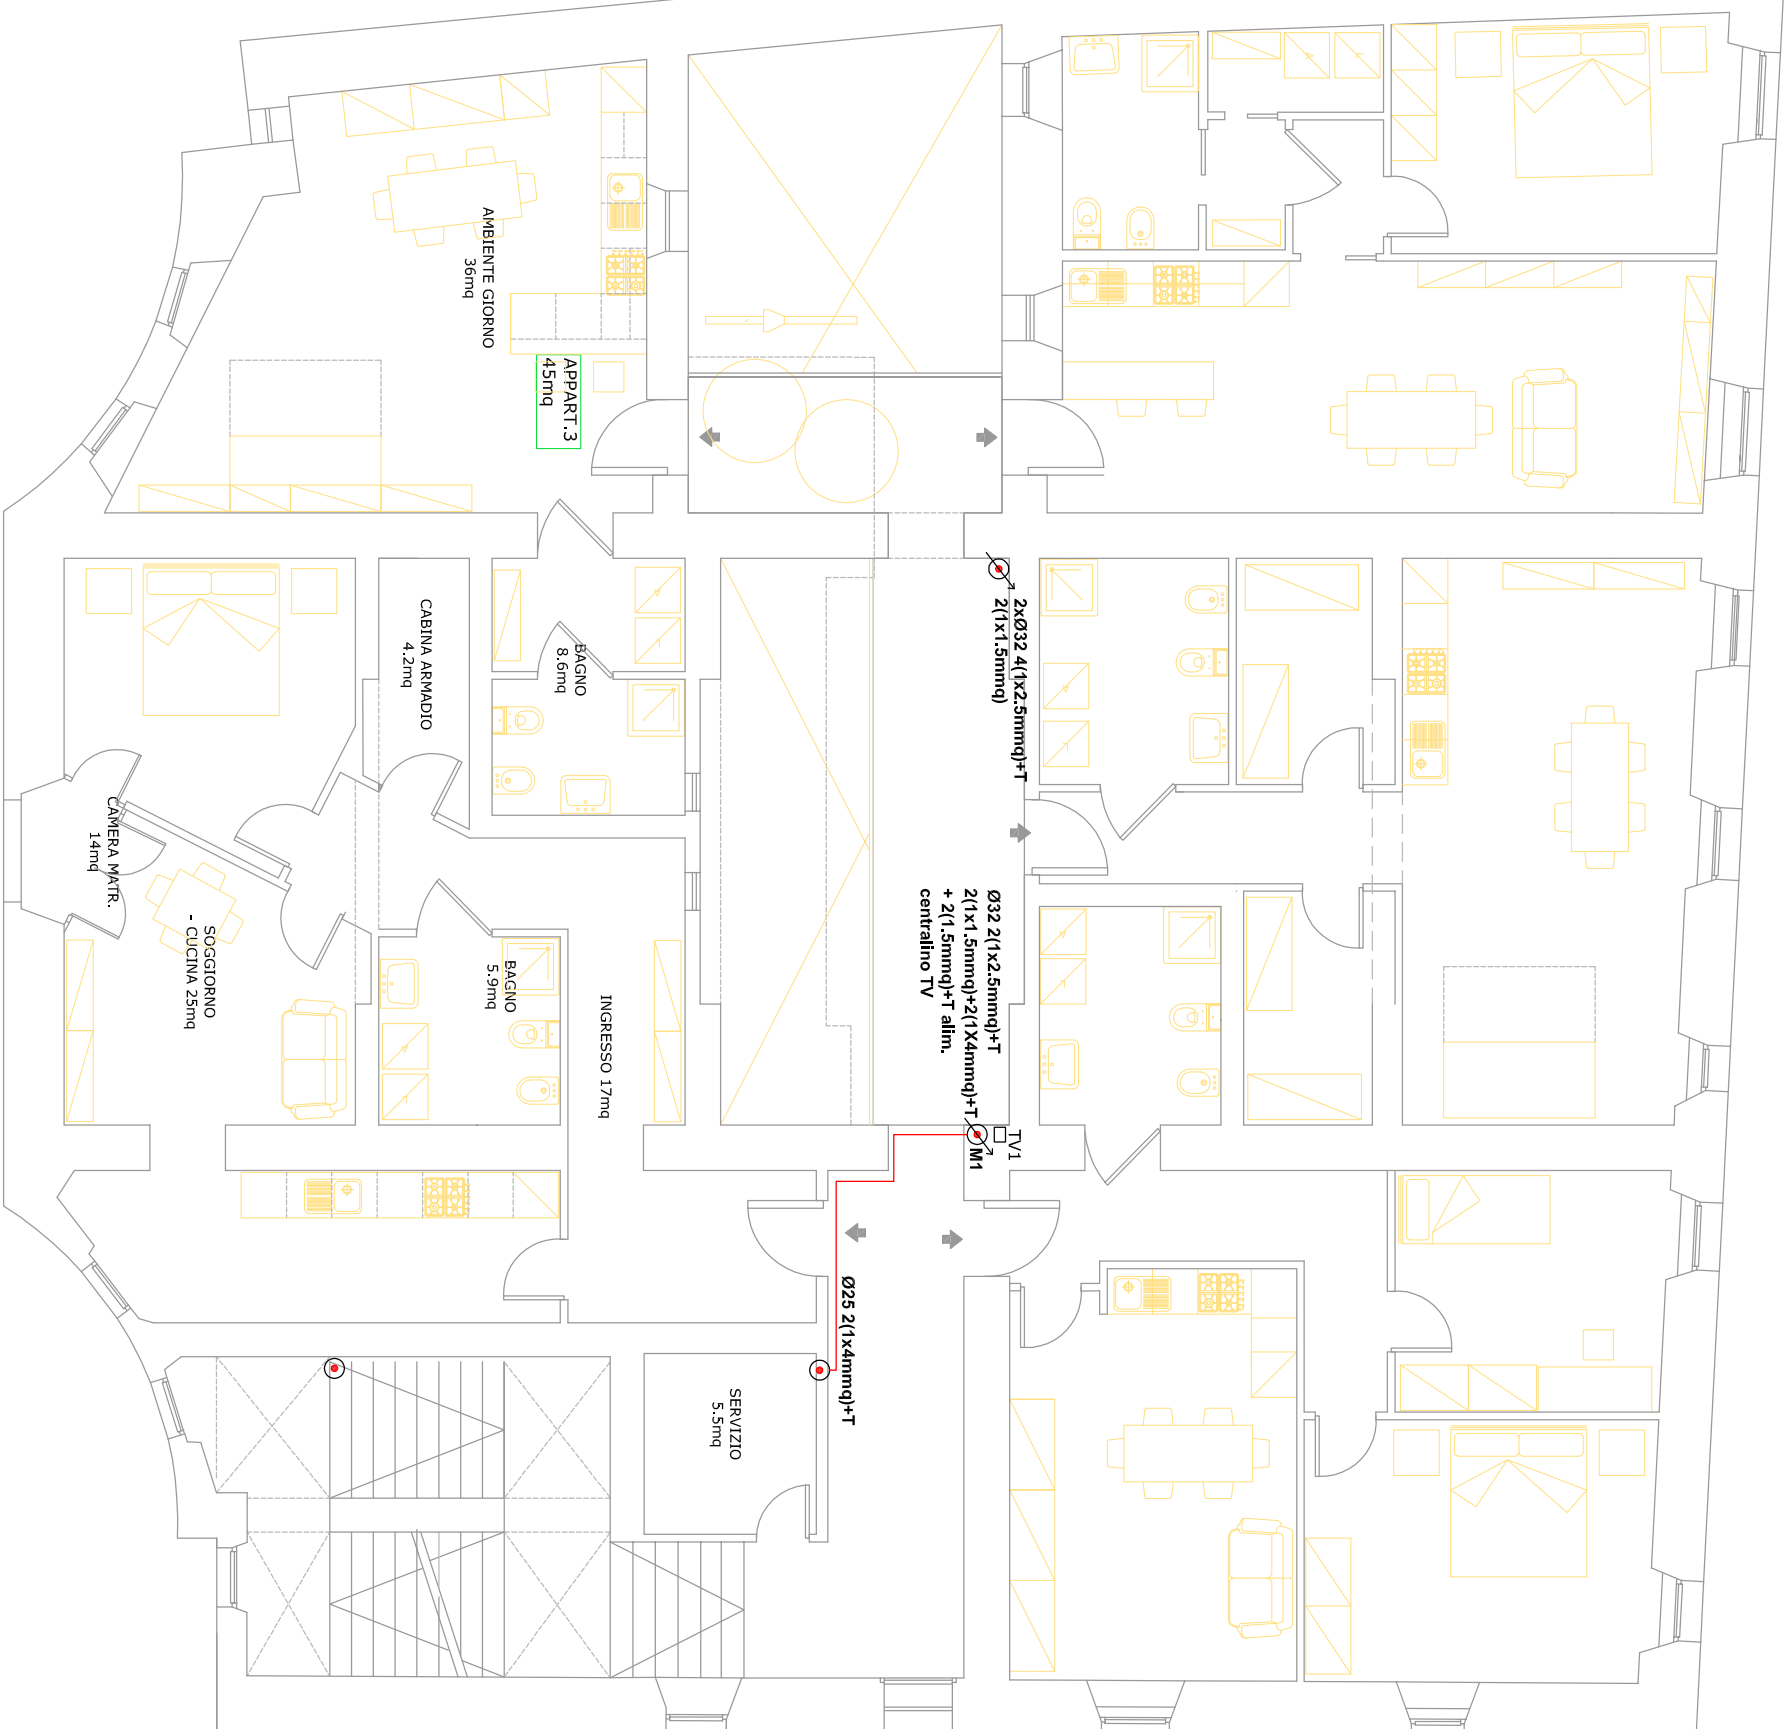 AMBIENTE GIORNO
36mq
APPART.3
45mq
CABINA ARMADIO
4.2mq
BAGNO
8.6mq
2xØ32 4(1x2.5mmq)+T
2(1x1.5mmq)
CAMERA MATR.
14mq
SOGGIORNO
- CUCINA 25mq
BAGNO
5.9mq
INGRESSO 17mq
Ø32 2(1x2.5mmq)+T
2(1x1.5mmq)+2(1X4mmq)+T
+ 2(1.5mmq)+T alim.
centralino TV
TV1
M1
Ø25 2(1x4mmq)+T
SERVIZIO
5.5mq